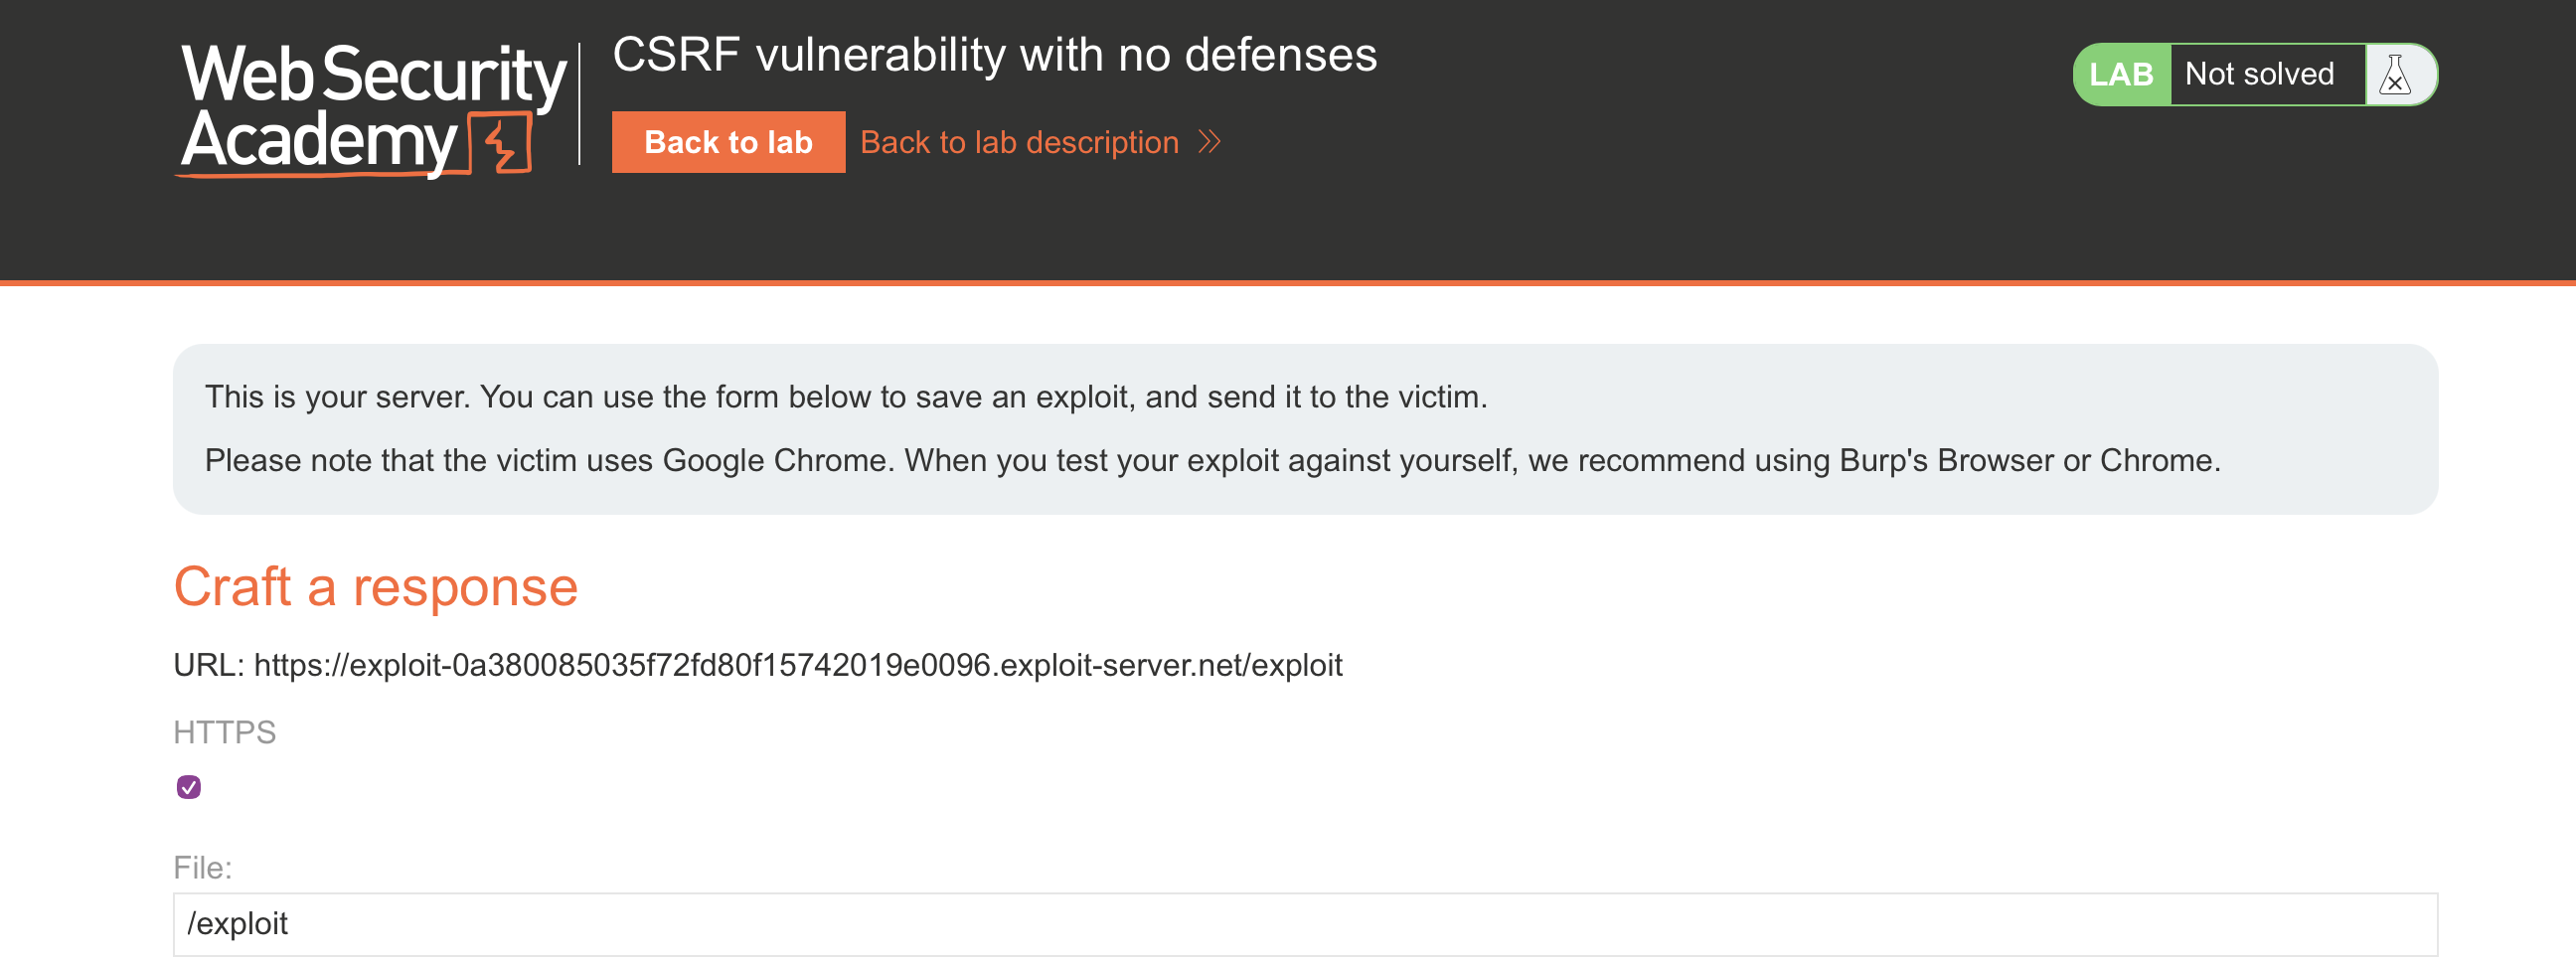 Web Security
Academy
CSRF vulnerability with no defenses
Back to lab
Back to lab description
LAB
Not solved
This is your server. You can use the form below to save an exploit, and send it to the victim.
Please note that the victim uses Google Chrome. When you test your exploit against yourself, we recommend using Burp's Browser or Chrome.
Craft a response
URL: https://exploit-0a380085035f72fd80f15742019e0096.exploit-server.net/exploit
HTTPS
File:
/exploit